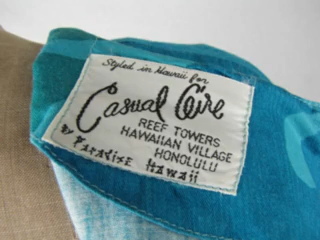 Styled in Hawaii for
Casual Aire
REEF TOWERS
HAWAIIAN VILLAGE
HONOLULU
By PARADISE HAWAII